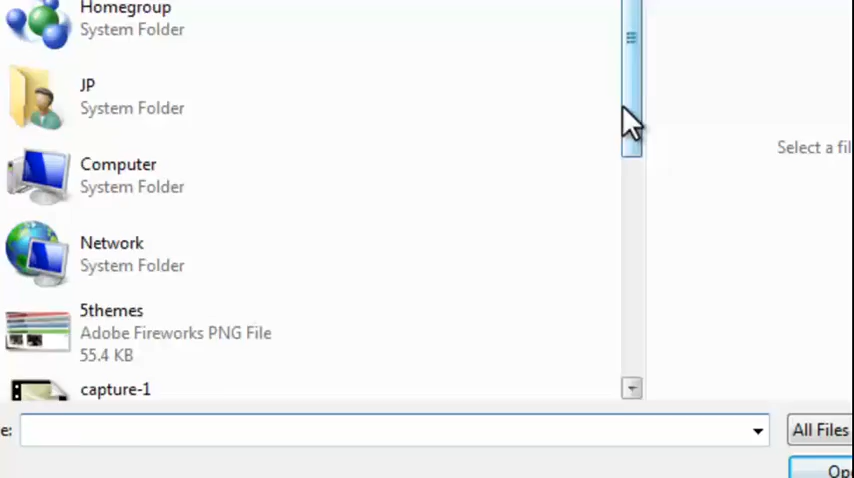 Homegroup
System Folder
JP
System Folder
Computer
System Folder
Select a fil
Network
System Folder
5themes
Adobe Fireworks PNG File
55.4 KB
capture-1
e:
All Files
Ope